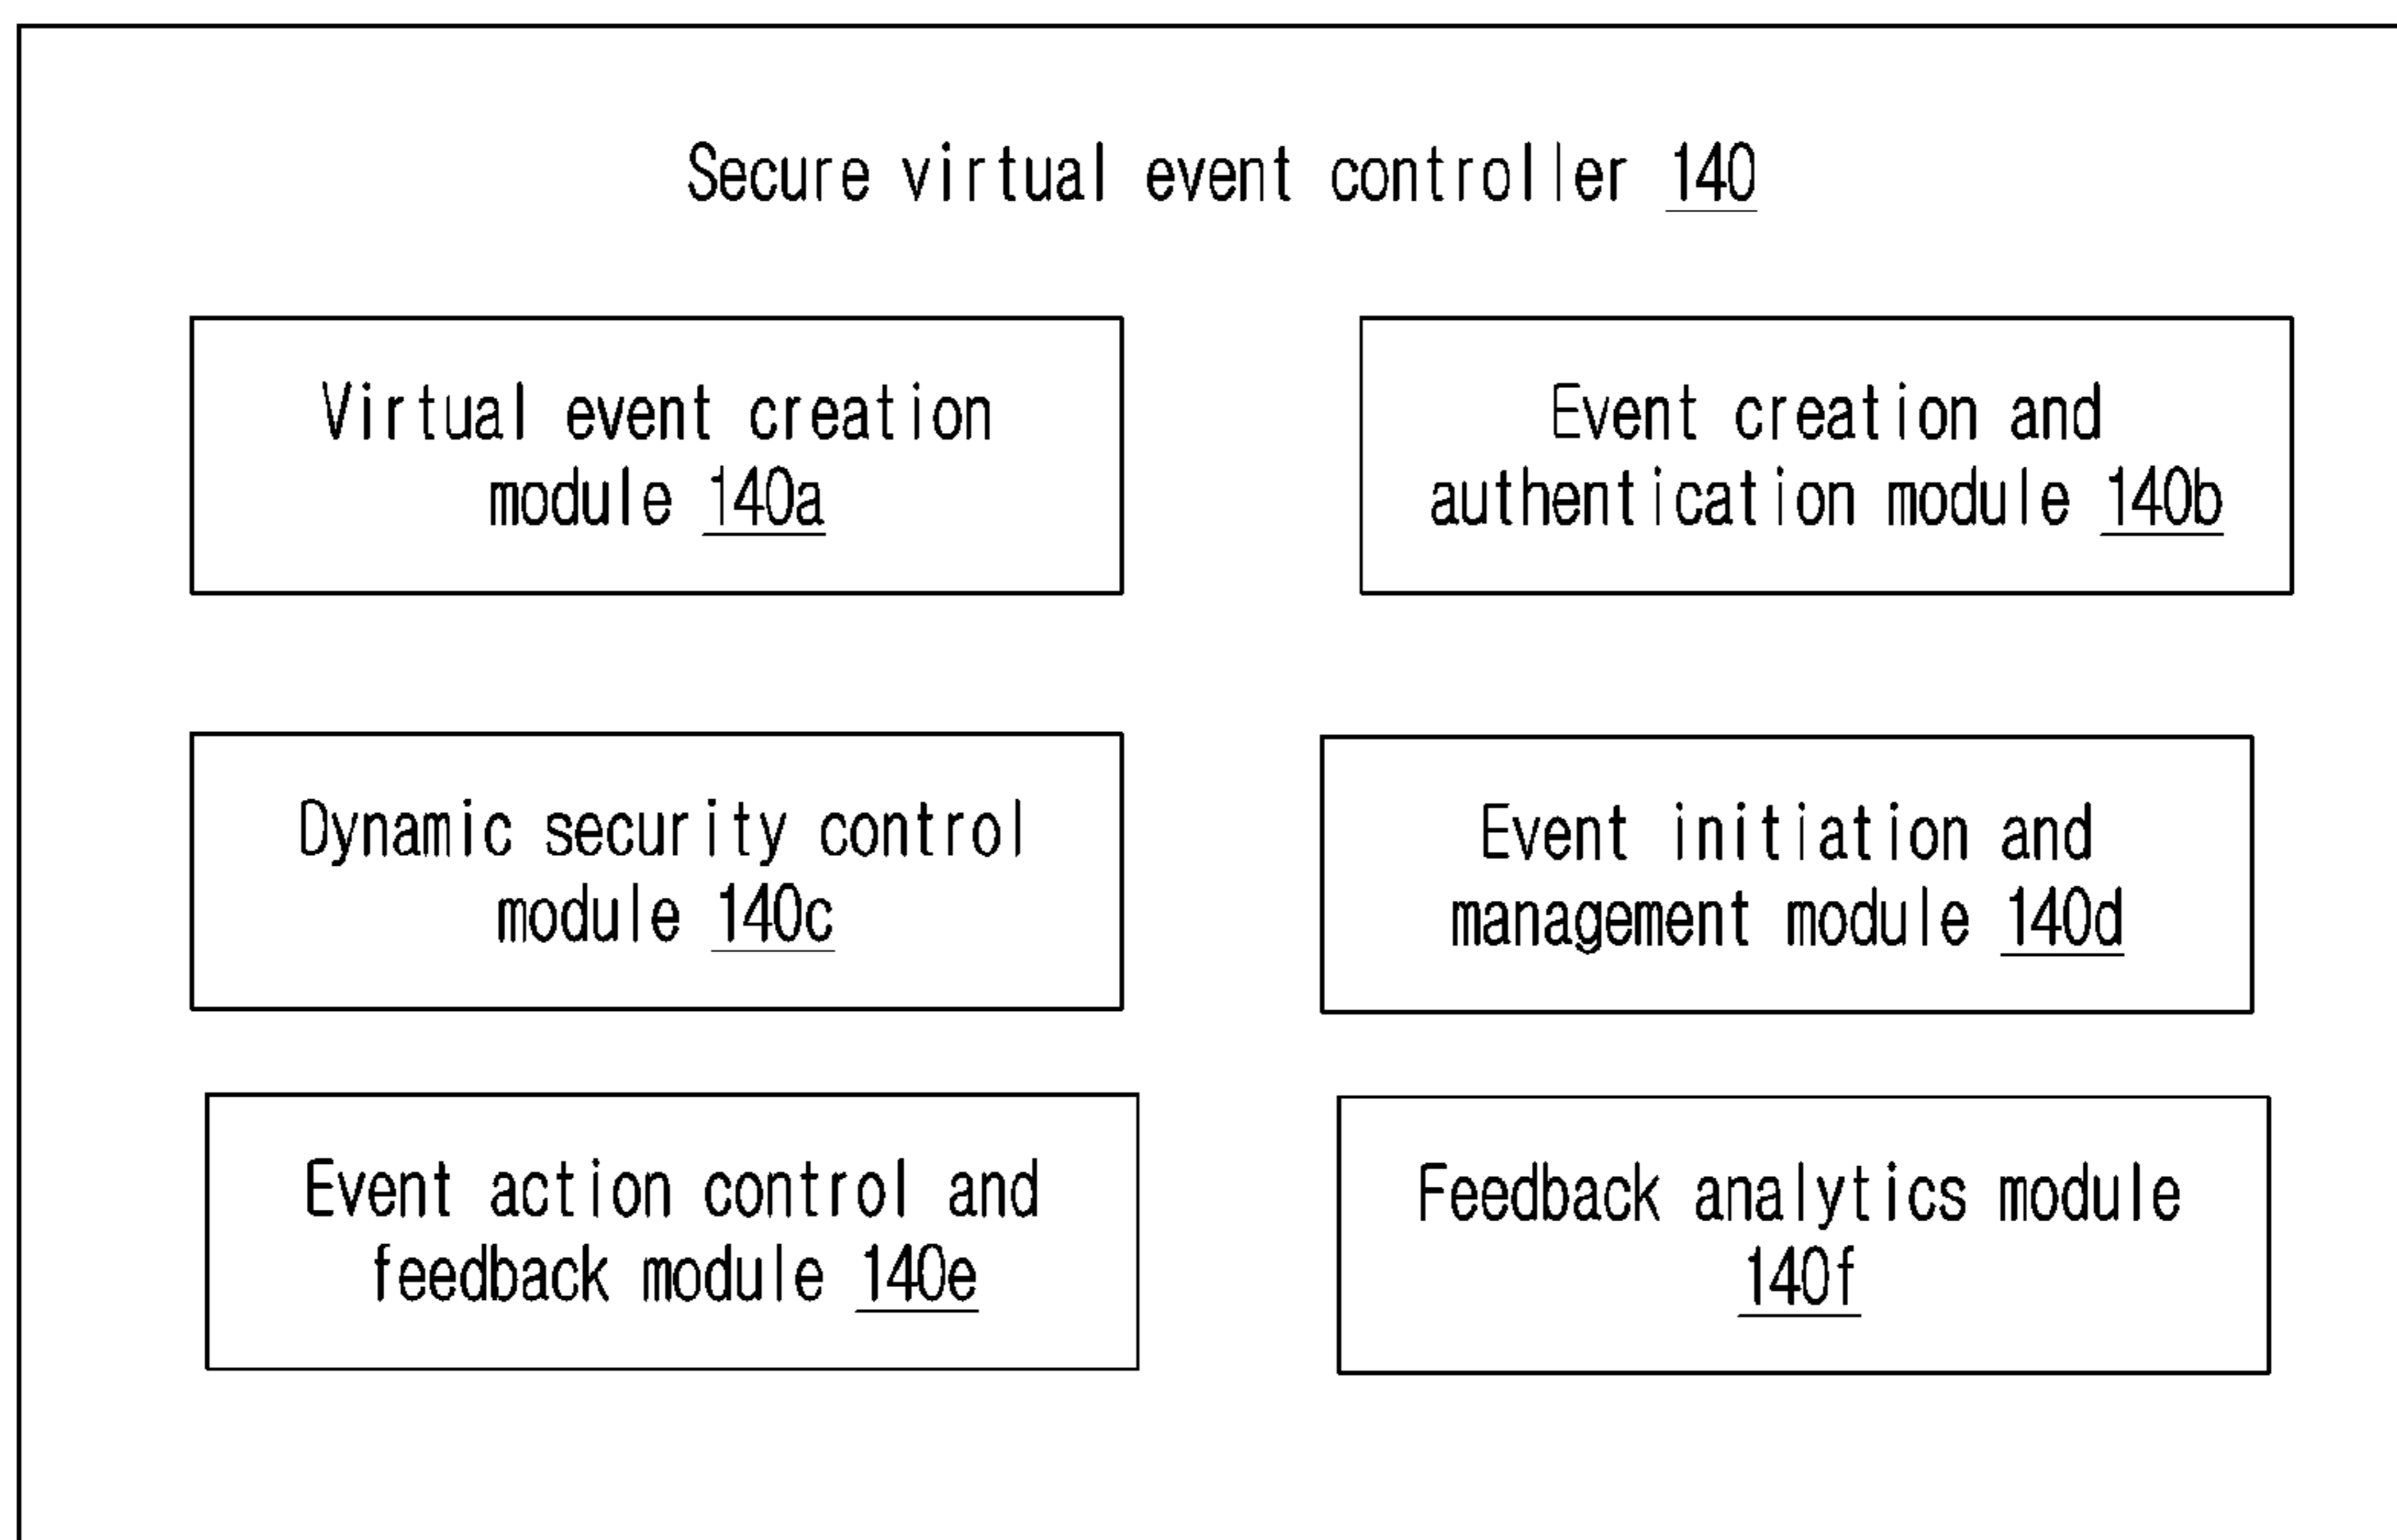 Secure virtual event controller 140
Virtual event creation
module 140a
Event creation and
authentication module 140b
Dynamic security control
module 140c
Event initiation and
management module 140d
Event action control and
feedback module 140e
Feedback analytics module
140f